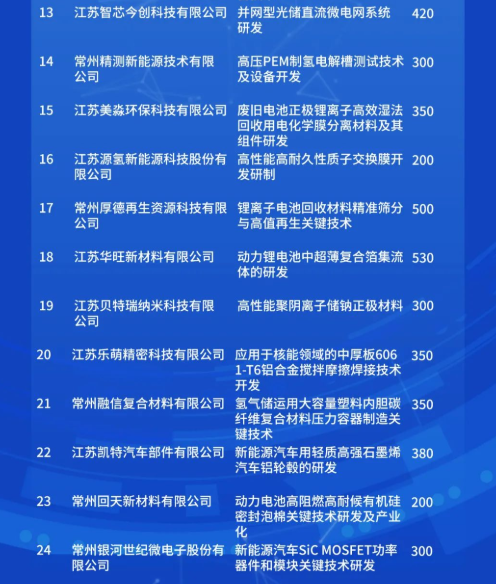 13 江苏智芯今创科技有限公司 并网型光储直流微电网系统 420
研发
14 常州精测新能源技术有限 高压PEM制氢电解槽测试技术 300
公司 及设备开发
15 江苏美淼环保科技有限公司 废旧电池正极锂离子高效湿法 350
回收用电化学膜分离材料及其
组件研发
16 江苏源氢新能源科技股份有 高性能高耐久性质子交换膜开 200
限公司 发研制
17 常州厚德再生资源科技有限 锂离子电池回收材料精准筛分 500
公司 与高值再生关键技术
18 江苏华旺新材料有限公司 动力锂电池中超薄复合箔集流 530
体的研发
19 江苏贝特瑞纳米科技有限 高性能聚阴离子储钠正极材料 300
公司
20 江苏乐萌精密科技有限公司 应用于核能领域的中厚板606 350
1-T6铝合金搅拌摩擦焊接技术
开发
21 常州融信复合材料有限公司 氢气储运用大容量塑料内胆碳 350
纤维复合材料压力容器制造关
键技术
22 江苏凯特汽车部件有限公司 新能源汽车用轻质高强石墨烯 380
汽车铝轮毂的研发
23 常州回天新材料有限公司 动力电池高阻燃高耐候有机硅 200
密封泡棉关键技术研发及产业
化
24 常州银河世纪微电子股份有 新能源汽车SiC MOSFET功率 300
限公司 器件和模块关键技术研发